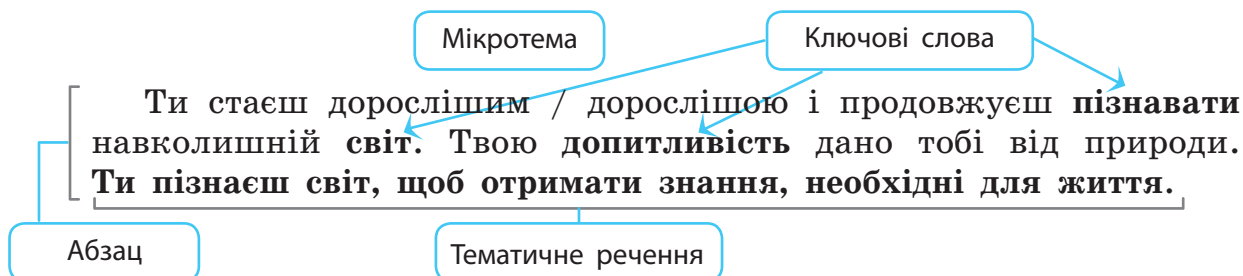 Мікротема
Ключові слова
Ти стаєш дорослішим / дорослішою і продовжуєш пізнавати
навколишній світ. Твою допитливість дано тобі від природи.
Ти пізнаєш світ, щоб отримати знання, необхідні для життя.
Абзац
Тематичне речення